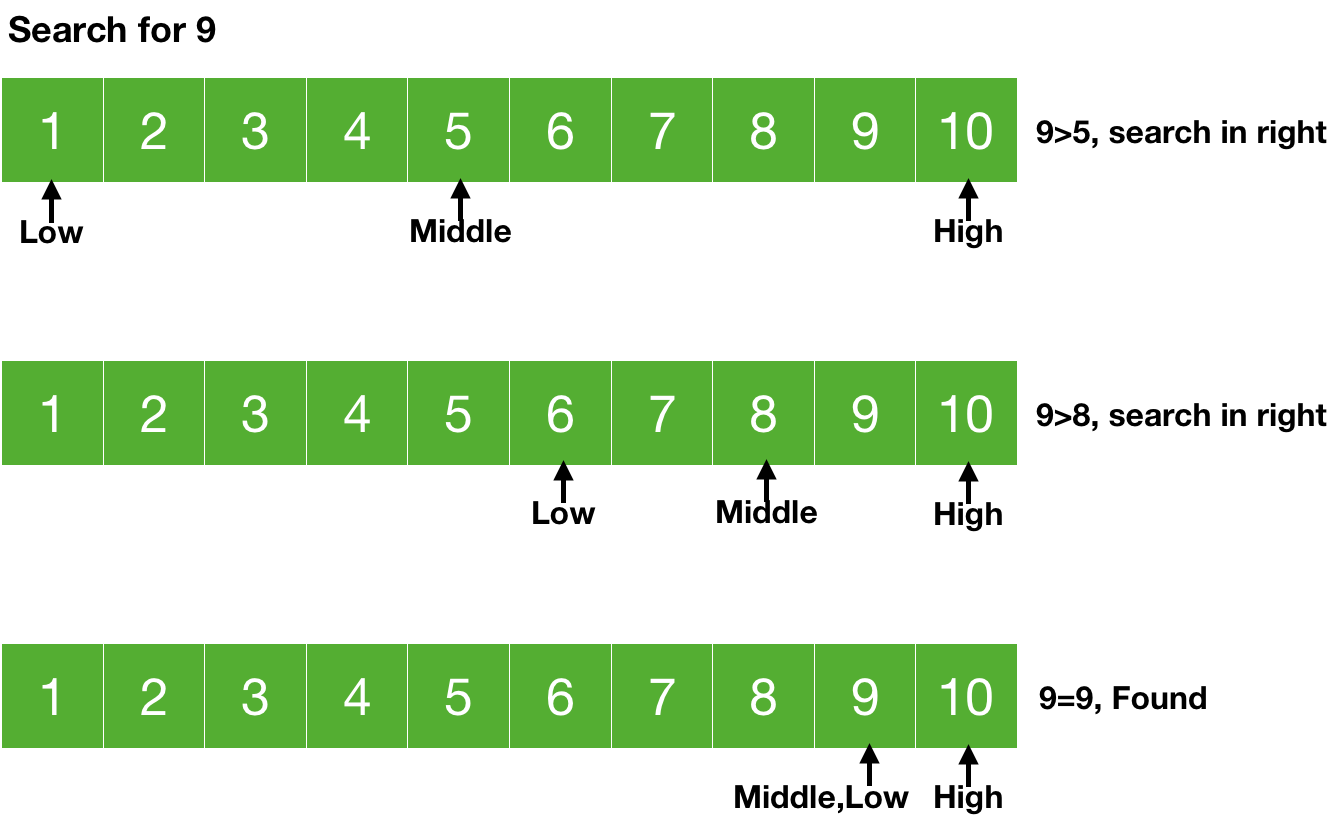 Search for 9
1 2 3 4 5 6 7 8 9 10 9>5, search in right
Low Middle High
1 2 3 4 5 6 7 8 9 10 9>8, search in right
Low Middle High
1 2 3 4 5 6 7 8 9 10 9=9, Found
Middle,Low High